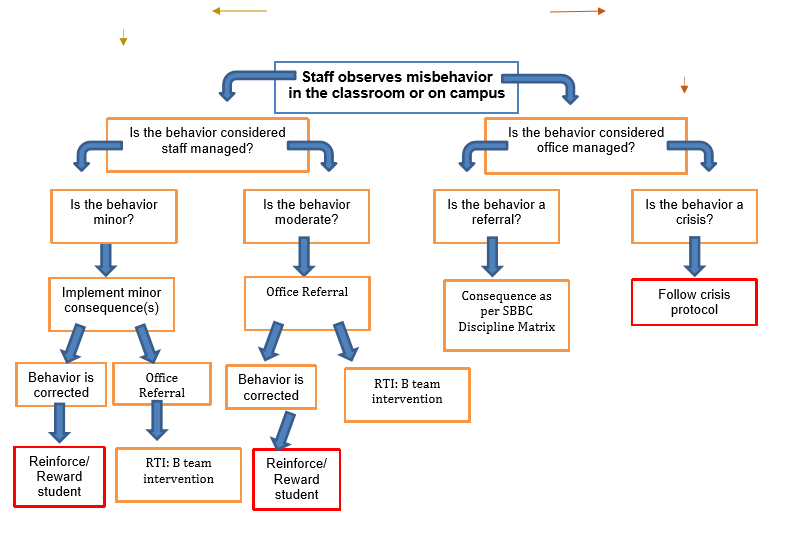 Staff observes misbehavior
in the classroom or on campus
Is the behavior considered
staff managed?
Is the behavior considered
office managed?
Is the behavior
minor?
Is the behavior
moderate?
Is the behavior a
referral?
Is the behavior a
crisis?
Implement minor
consequence(s)
Office Referral
Consequence as
per SBBC
Discipline Matrix
Follow crisis
protocol
Behavior is
corrected
Office
Referral
Behavior is
corrected
RTI: B team
intervention
Reinforce/
Reward
student
RTI: B team
intervention
Reinforce/
Reward
student